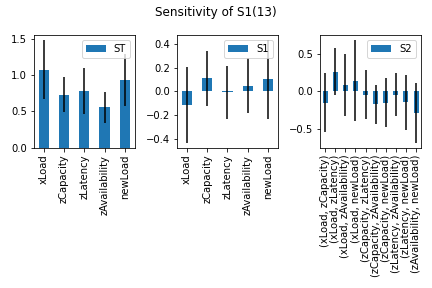 Sensitivity of S1(13)
1.5
1.0
0.5
0.0
ST
xLoad
zCapacity
zLatency
zAvailability
newLoad
0.4
0.2
0.0
−0.2
−0.4
S1
xLoad
zCapacity
zLatency
zAvailability
newLoad
0.5
0.0
−0.5
S2
(xLoad, zCapacity)
(xLoad, zLatency)
(xLoad, zAvailability)
(xLoad, newLoad)
(zCapacity, zLatency)
(zCapacity, zAvailability)
(zCapacity, newLoad)
(zLatency, zAvailability)
(zLatency, newLoad)
(zAvailability, newLoad)